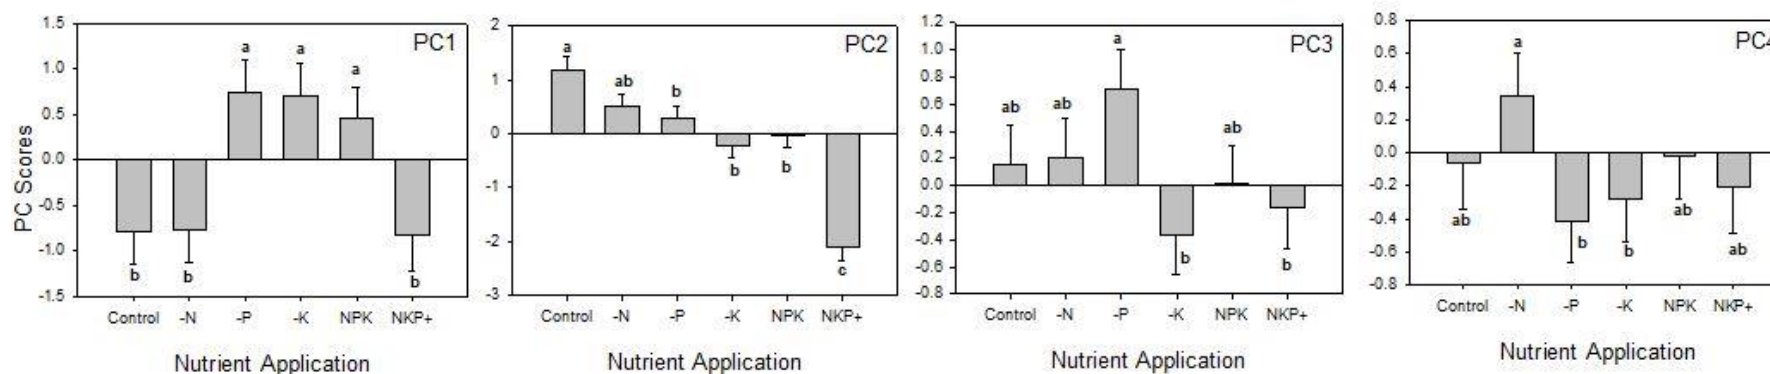 PC Scores
1.5
1.0
0.5
0.0
-0.5
-1.0
-1.5
PC1
a a a
b b b
Control -N -P -K NPK NKP+
Nutrient Application
2
1
0
-1
-2
-3
PC2
a ab b
b b c
Control -N -P -K NPK NKP+
Nutrient Application
1.2
1.0
0.8
0.6
0.4
0.2
0.0
-0.2
-0.4
-0.6
-0.8
PC3
ab ab a ab
b b
Control -N -P -K NPK NKP+
Nutrient Application
0.8
0.6
0.4
0.2
0.0
-0.2
-0.4
-0.6
-0.8
PC4
a
ab b b ab ab
Control -N -P -K NPK NKP+
Nutrient Application